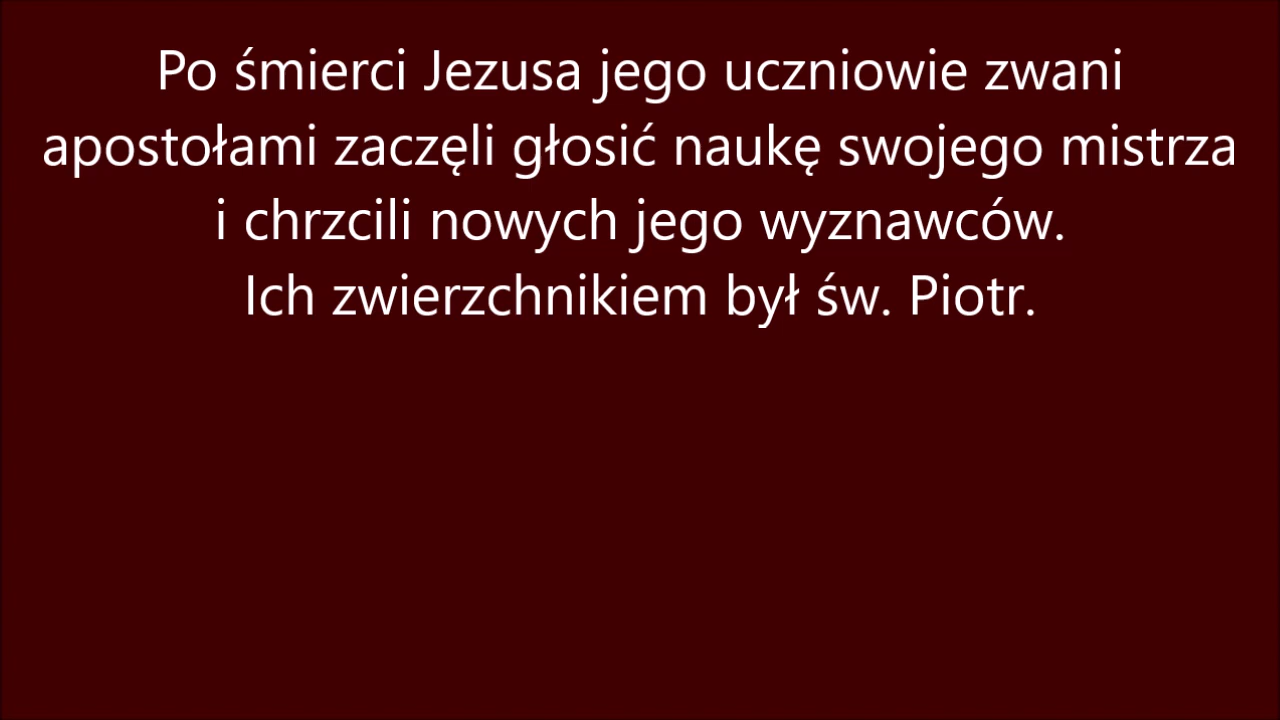 Po śmierci Jezusa jego uczniowie zwani
apostołami zaczęli głosić naukę swojego mistrza
i chrzcili nowych jego wyznawców.
Ich zwierzchnikiem był św. Piotr.